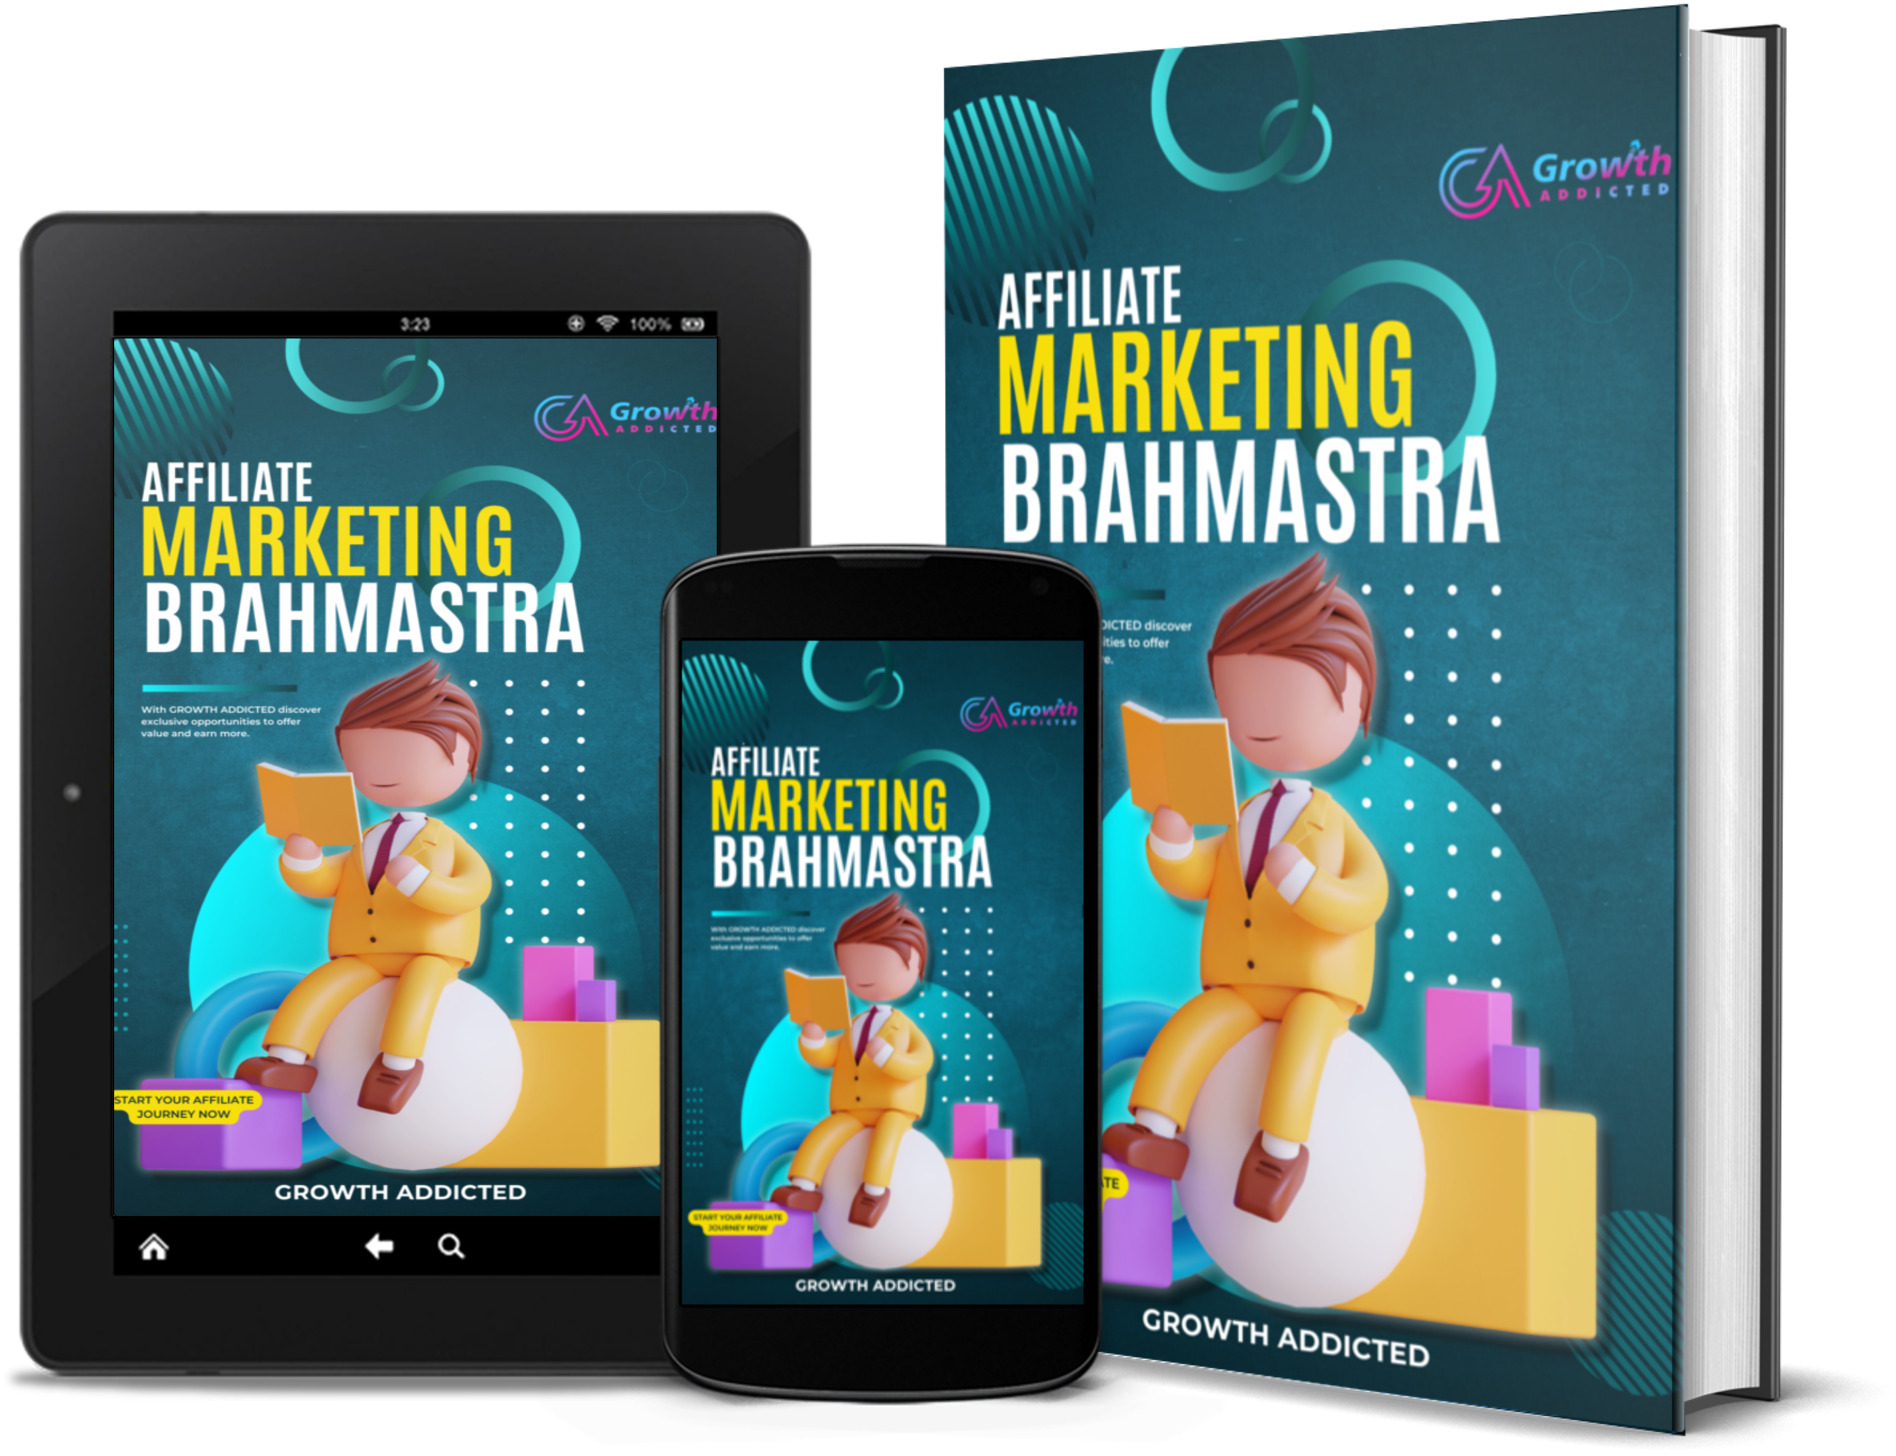 3:23
100%
Growth
ADDICTED
AFFILIATE
MARKETING
BRAHMASTRA
With GROWTH ADDICTED discover
exclusive opportunities to offer
value and earn more.
START YOUR AFFILIATE
JOURNEY NOW
GROWTH ADDICTED
Growth
ADDICTED
AFFILIATE
MARKETING
BRAHMASTRA
With GROWTH ADDICTED discover
exclusive opportunities to offer
value and earn more.
START YOUR AFFILIATE
JOURNEY NOW
GROWTH ADDICTED
Growth
ADDICTED
AFFILIATE
MARKETING
BRAHMASTRA
discover
to offer
GROWTH ADDICTED